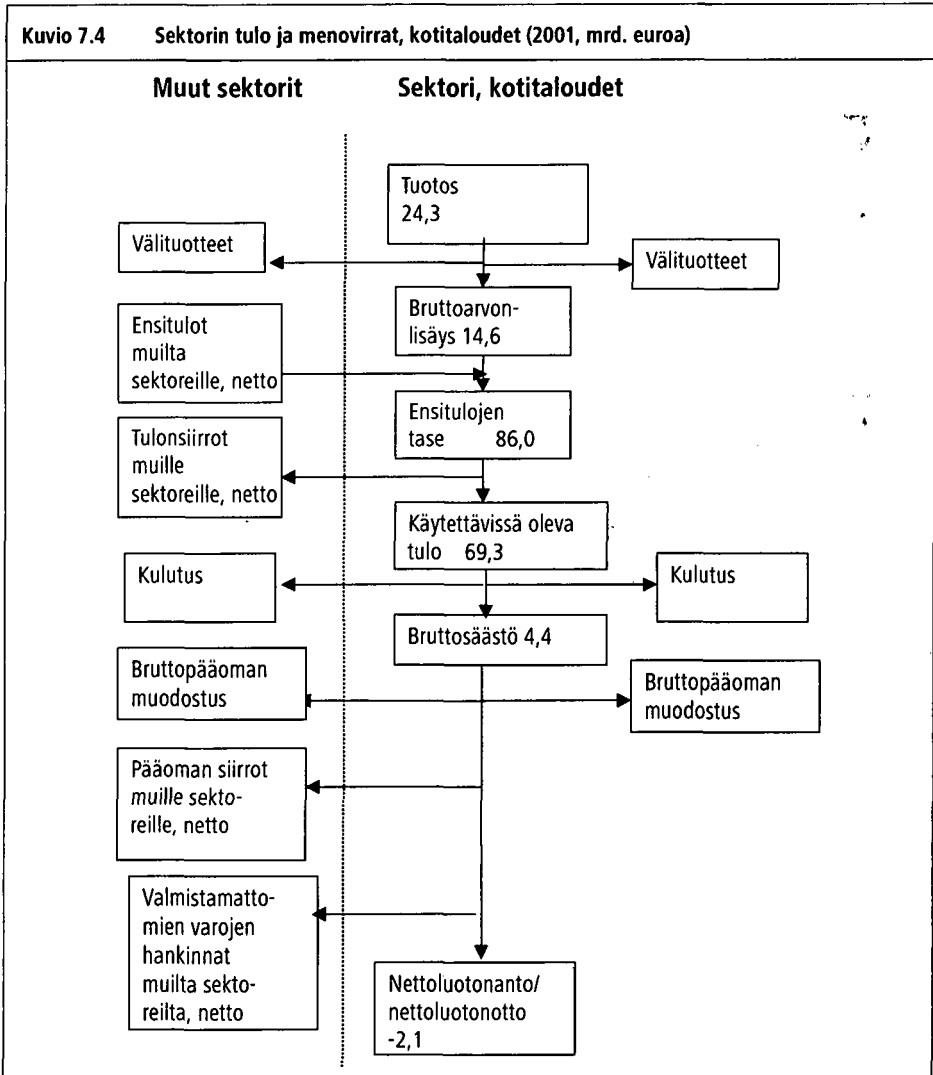 Kuvio 7.4 Sektorin tulo ja menovirrat, kotitaloudet (2001, mrd. euroa)
Muut sektorit Sektori, kotitaloudet
Tuotos
24,3
Välituotteet
Välituotteet
Bruttoarvon-
lisäys 14,6
Ensitulot
muilta
sektoreille, netto
Ensitulojen
tase 86,0
Tulonsiirrot
muille
sektoreille, netto
Käytettävissä oleva
tulo 69,3
Kulutus
Kulutus
Bruttosäästö 4,4
Bruttopääoman
muodostus
Bruttopääoman
muodostus
Pääoman siirrot
muille sekto-
reille, netto
Valmistamatto-
mien varojen
hankinnat
muilta sekto-
reilta, netto
Nettoluotonanto/
nettoluotonotto
-2,1